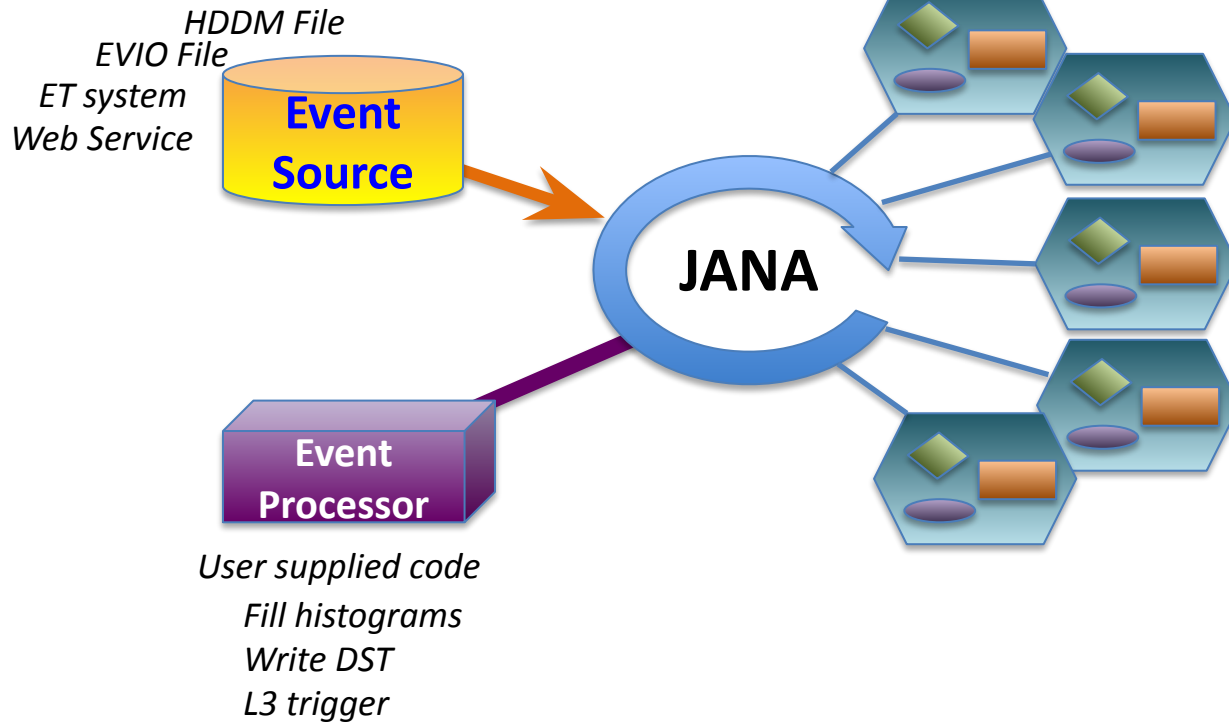 HDDM File
EVIO File
ET system
Web Service
Event
Source
JANA
Event
Processor
User supplied code
Fill histograms
Write DST
L3 trigger